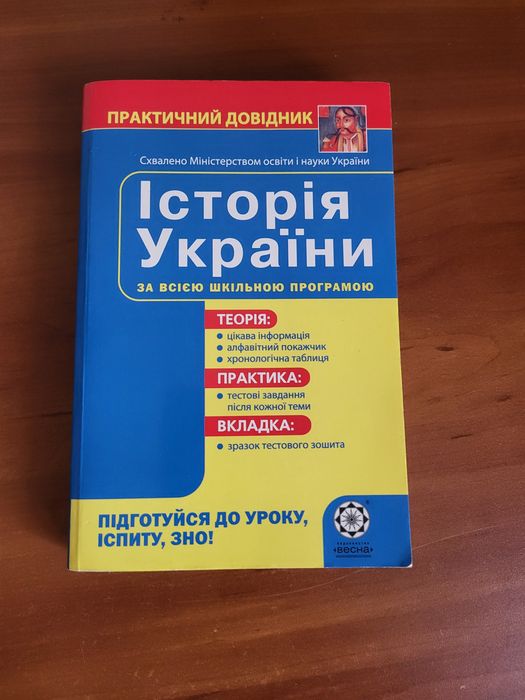 ПРАКТИЧНИЙ ДОВІДНИК
Схвалено Міністерством освіти і науки України
Історія
України
ЗА ВСІЄЮ ШКІЛЬНОЮ ПРОГРАМОЮ
ТЕОРІЯ:
• цікава інформація
• алфавітний покажчик
• хронологічна таблиця
ПРАКТИКА:
• тестові завдання
після кожної теми
ВКЛАДКА:
• зразок тестового зошита
ПІДГОТУЙСЯ ДО УРОКУ,
ІСПИТУ, ЗНО!
®
«весна»